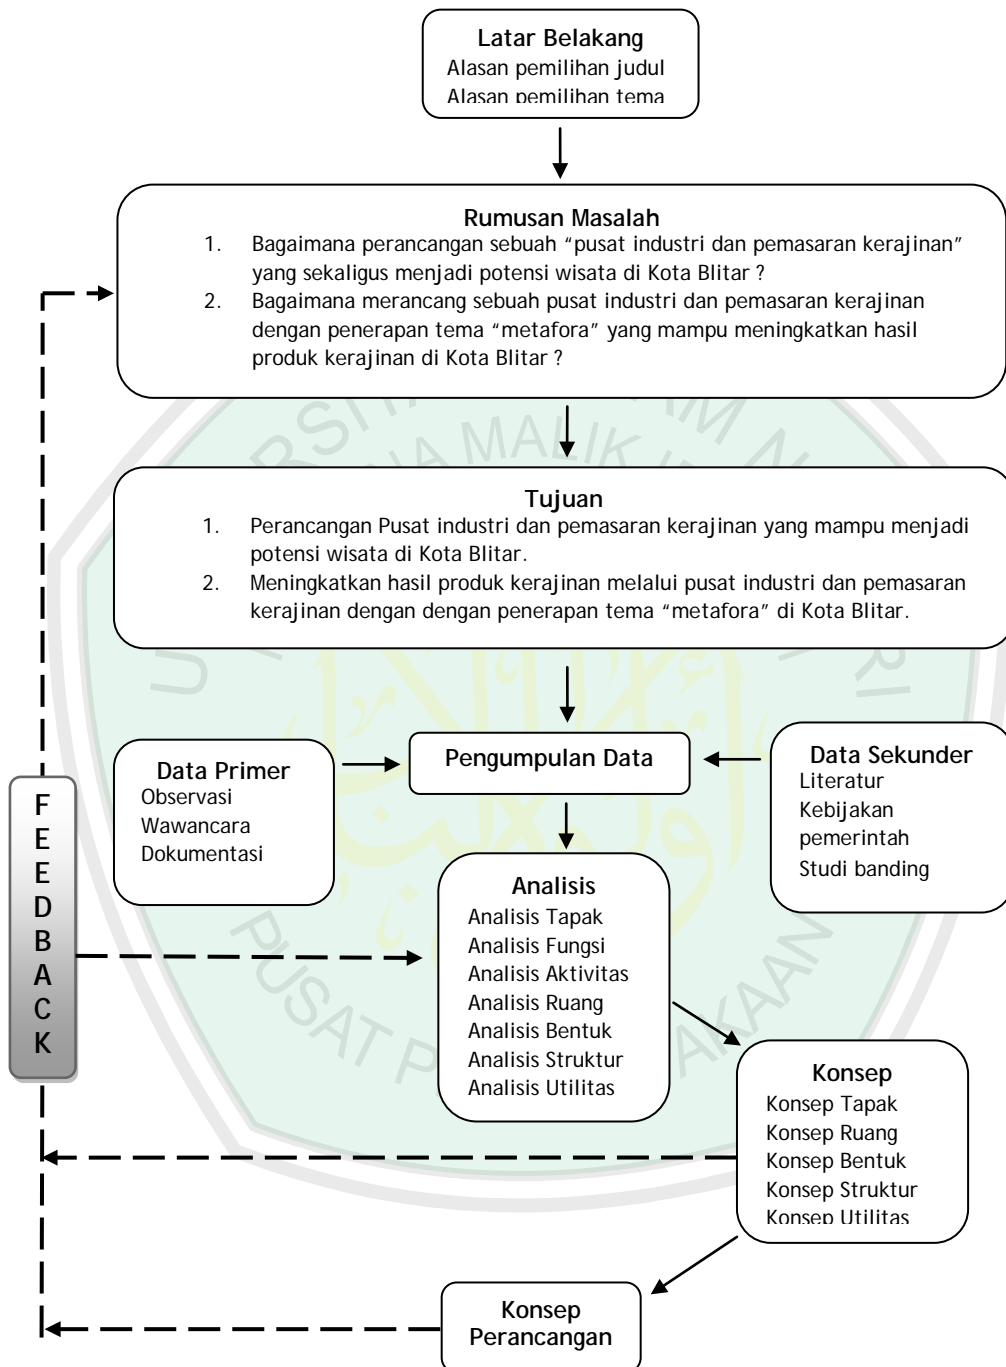 Latar Belakang
Alasan pemilihan judul
Alasan pemilihan tema
Rumusan Masalah
1. Bagaimana perancangan sebuah “pusat industri dan pemasaran kerajinan”
yang sekaligus menjadi potensi wisata di Kota Blitar ?
2. Bagaimana merancang sebuah pusat industri dan pemasaran kerajinan
dengan penerapan tema “metafora” yang mampu meningkatkan hasil
produk kerajinan di Kota Blitar ?
Tujuan
1. Perancangan Pusat industri dan pemasaran kerajinan yang mampu menjadi
potensi wisata di Kota Blitar.
2. Meningkatkan hasil produk kerajinan melalui pusat industri dan pemasaran
kerajinan dengan dengan penerapan tema “metafora” di Kota Blitar.
Data Primer
Observasi
Wawancara
Dokumentasi
Pengumpulan Data
Data Sekunder
Literatur
Kebijakan
pemerintah
Studi banding
FEEDBACK
Analisis
Analisis Tapak
Analisis Fungsi
Analisis Aktivitas
Analisis Ruang
Analisis Bentuk
Analisis Struktur
Analisis Utilitas
Konsep
Konsep Tapak
Konsep Ruang
Konsep Bentuk
Konsep Struktur
Konsep Utilitas
Konsep
Perancangan
MALIK
PUSAT